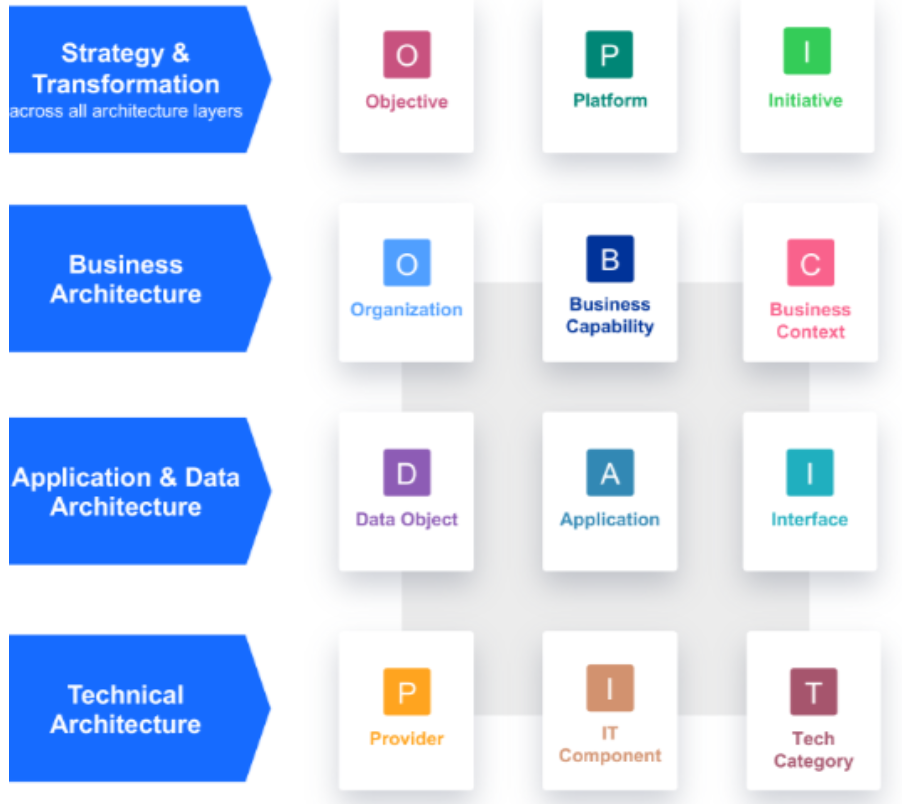 Strategy &
Transformation
across all architecture layers
O
Objective
P
Platform
I
Initiative
Business
Architecture
O
Organization
B
Business
Capability
C
Business
Context
Application & Data
Architecture
D
Data Object
A
Application
I
Interface
Technical
Architecture
P
Provider
I
IT
Component
T
Tech
Category